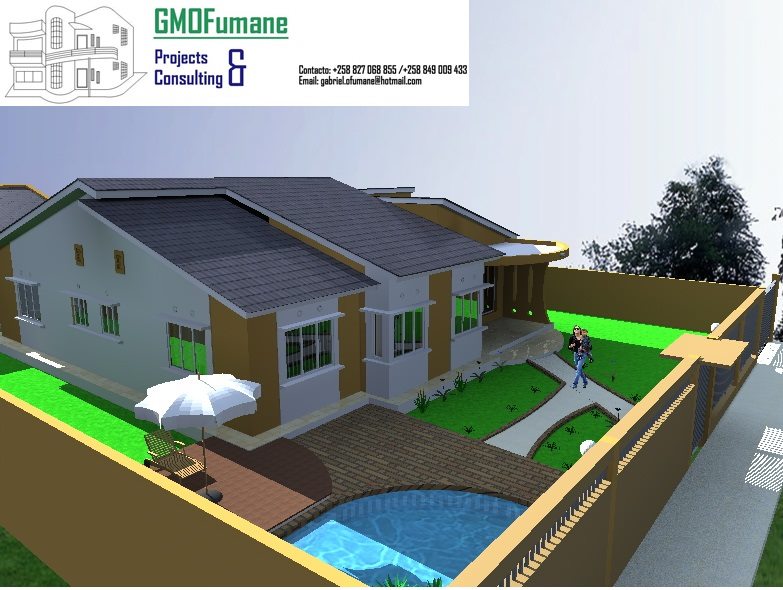 GMOFumane
Projects
Consulting &
Contacto: +258 827 068 855 /+258 849 009 433
Email: gabriel.ofumane@hotmail.com